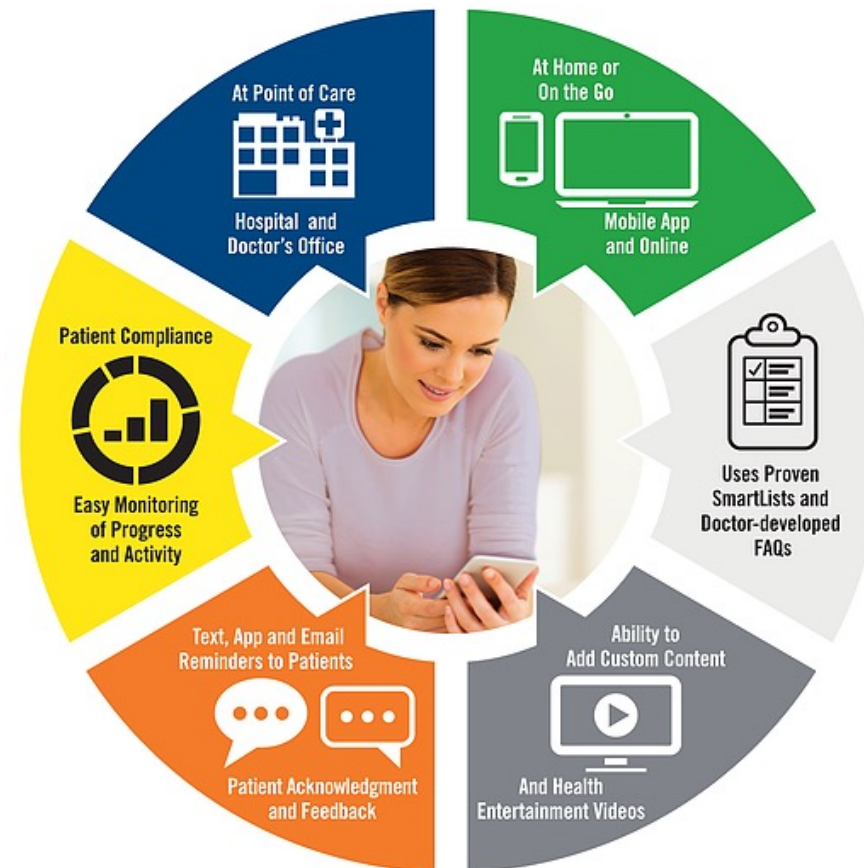 At Point of Care
Hospital and
Doctor's Office
At Home or
On the Go
Mobile App
and Online
Uses Proven
SmartLists and
Doctor-developed
FAQs
Ability to
Add Custom Content
And Health
Entertainment Videos
Text, App and Email
Reminders to Patients
Patient Acknowledgment
and Feedback
Patient Compliance
Easy Monitoring
of Progress
and Activity